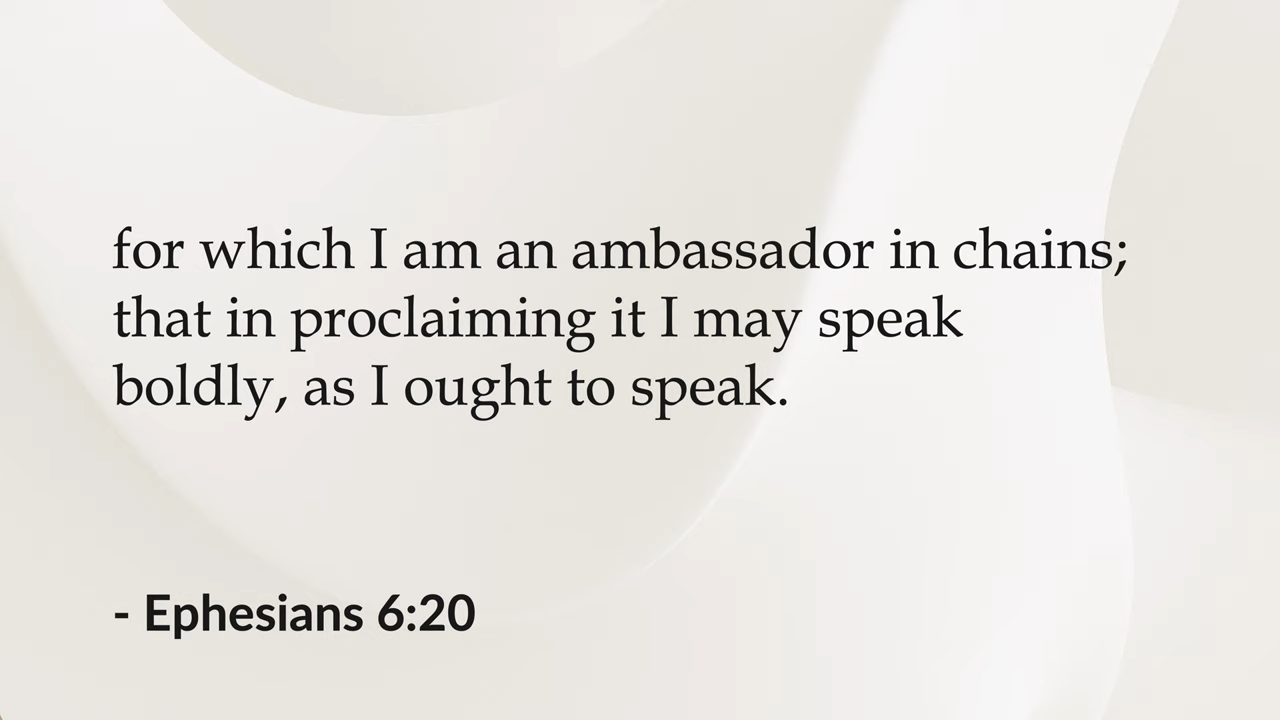 for which I am an ambassador in chains;
that in proclaiming it I may speak
boldly, as I ought to speak.
- Ephesians 6:20